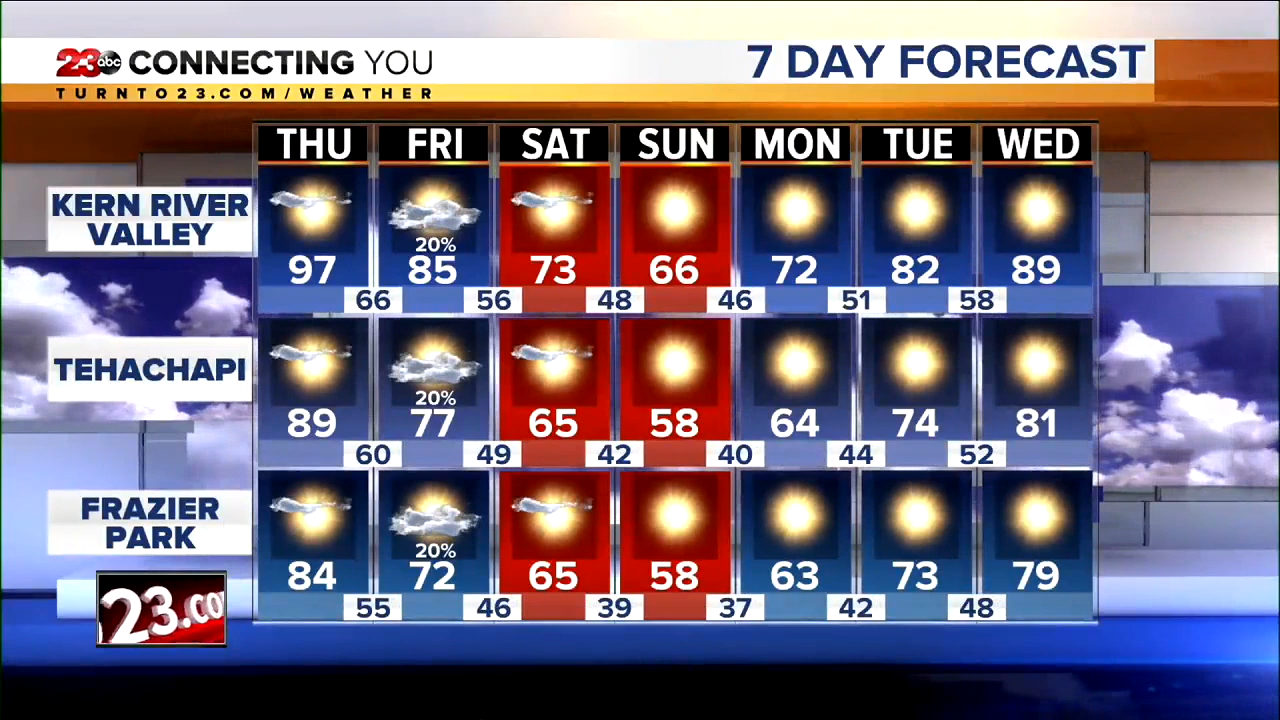 23abc CONNECTING YOU
TURNTO23.COM/WEATHER
7 DAY FORECAST
THU FRI SAT SUN MON TUE WED
KERN RIVER
VALLEY
20%
97 85 73 66 72 82 89
66 56 48 46 51 58
TEHACHAPI
20%
89 77 65 58 64 74 81
60 49 42 40 44 52
FRAZIER
PARK
20%
84 72 65 58 63 73 79
55 46 39 37 42 48
23.co